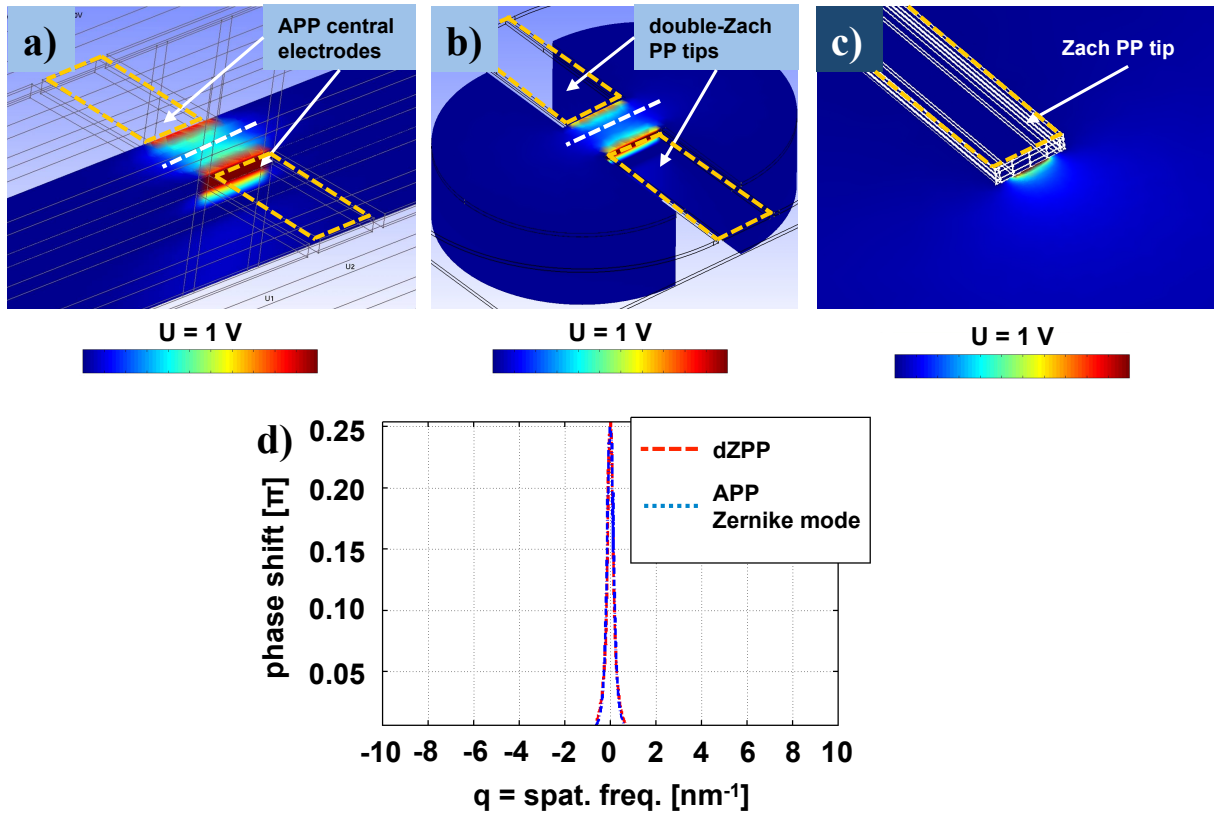 a)
APP central
electrodes
U2
U1
b)
double-Zach
PP tips
c)
Zach PP tip
U = 1 V
U = 1 V
U = 1 V
d)
0.25
0.20
0.15
0.10
0.05
phase shift [π]
dZPP
APP
Zernike mode
-10 -8 -6 -4 -2 0 2 4 6 8 10
q = spat. freq. [nm-1]